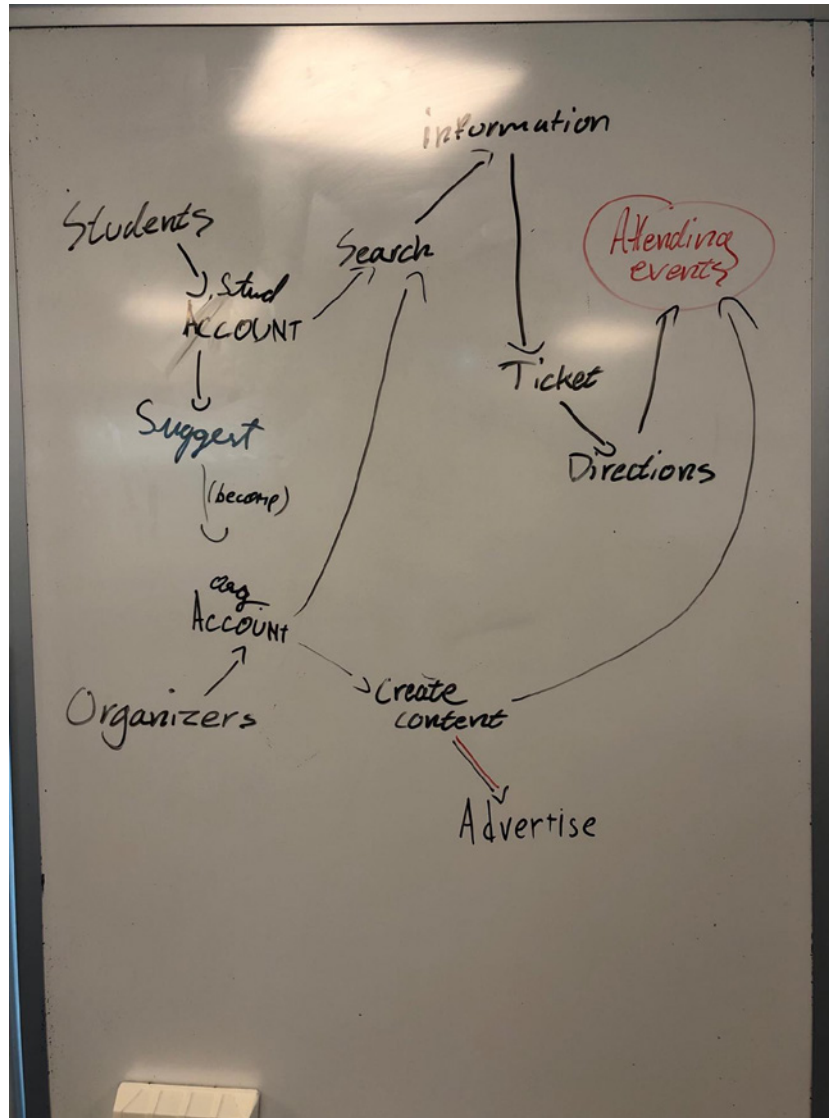 information
Students
Search
Attending
events
Stud
ACCOUNT
Ticket
Suggest
Directions
(become)
org
ACCOUNT
Organizers
Create
content
Advertise